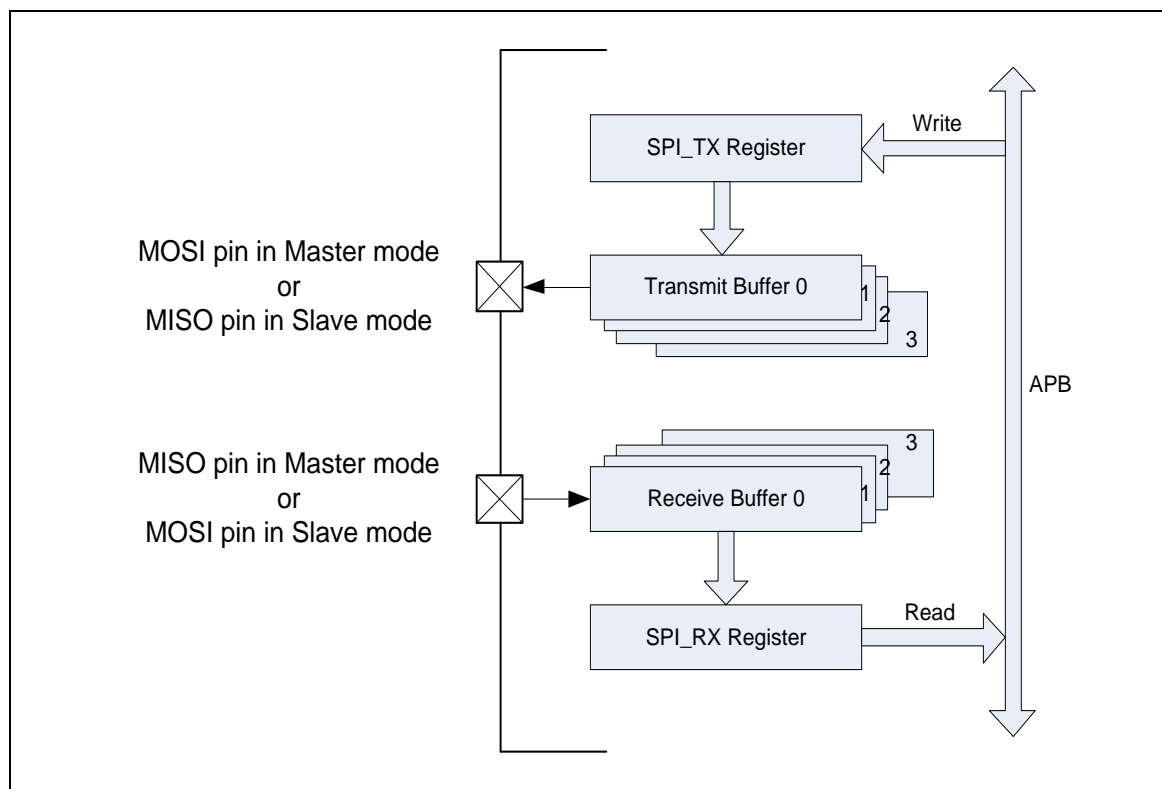 Write
SPI_TX Register
MOSI pin in Master mode
or
MISO pin in Slave mode
Transmit Buffer 0
1
2
3
APB
3
2
1
MISO pin in Master mode
or
MOSI pin in Slave mode
Receive Buffer 0
Read
SPI_RX Register